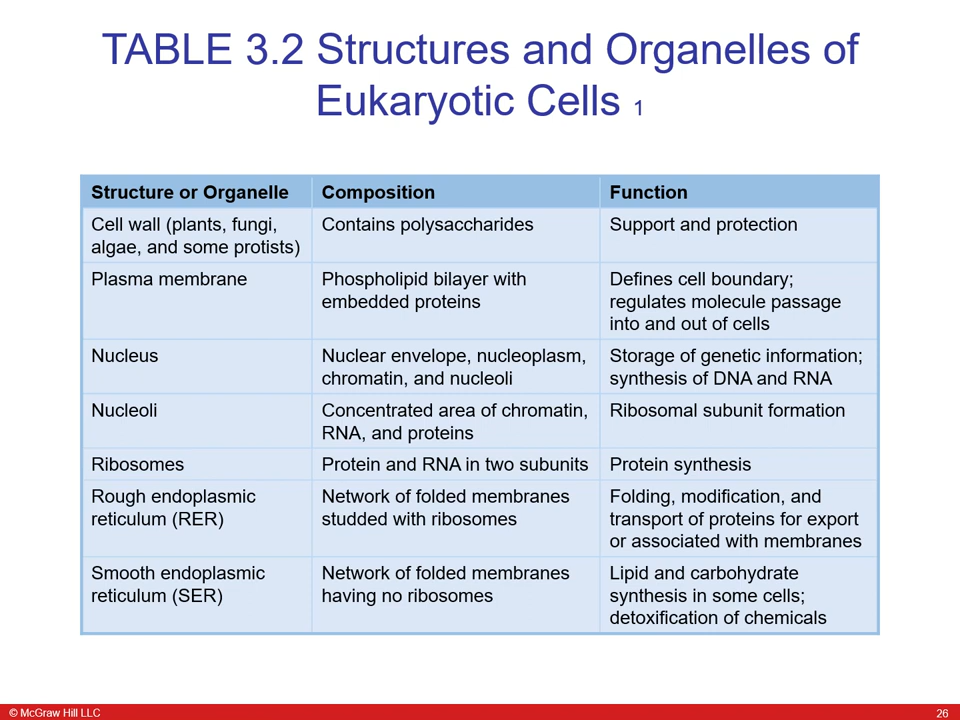 TABLE 3.2 Structures and Organelles of
Eukaryotic Cells 1
Structure or Organelle Composition Function
Cell wall (plants, fungi,
algae, and some protists)
Contains polysaccharides
Support and protection
Plasma membrane
Phospholipid bilayer with
embedded proteins
Defines cell boundary;
regulates molecule passage
into and out of cells
Nucleus
Nuclear envelope, nucleoplasm,
chromatin, and nucleoli
Storage of genetic information;
synthesis of DNA and RNA
Nucleoli
Concentrated area of chromatin,
RNA, and proteins
Ribosomal subunit formation
Ribosomes
Protein and RNA in two subunits
Protein synthesis
Rough endoplasmic
reticulum (RER)
Network of folded membranes
studded with ribosomes
Folding, modification, and
transport of proteins for export
or associated with membranes
Smooth endoplasmic
reticulum (SER)
Network of folded membranes
having no ribosomes
Lipid and carbohydrate
synthesis in some cells;
detoxification of chemicals
© McGraw Hill LLC
26